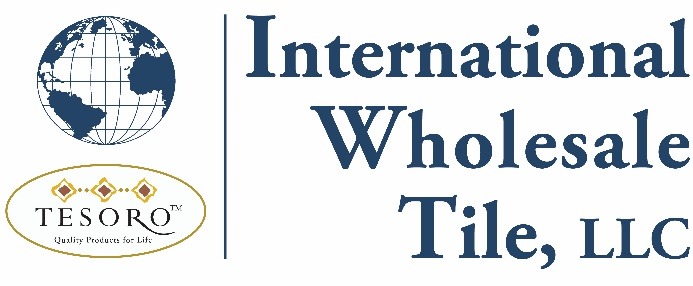 TESORO™
Quality Products for Life
International
Wholesale
Tile, LLC